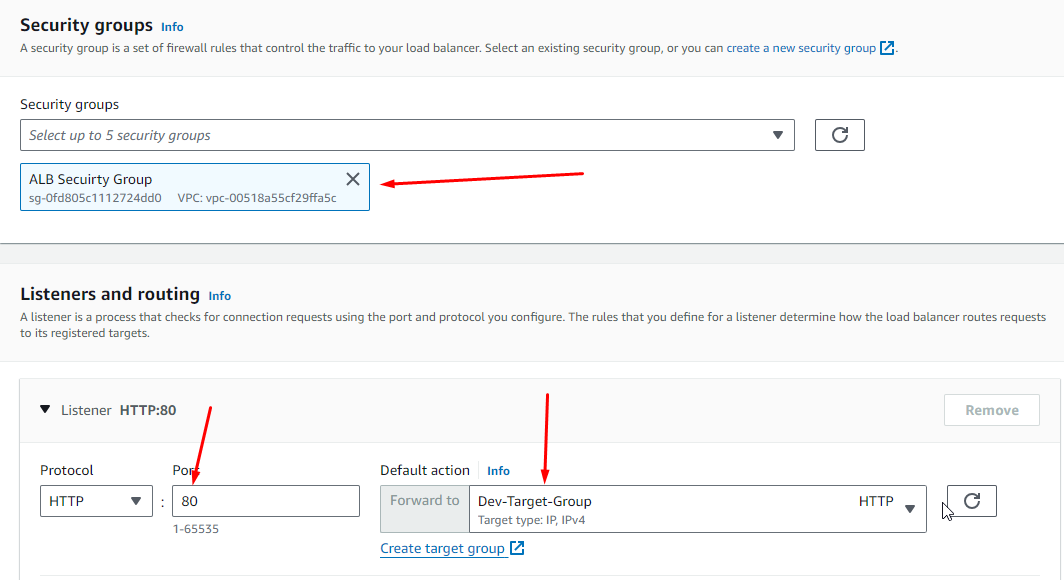 Security groups Info
A security group is a set of firewall rules that control the traffic to your load balancer. Select an existing security group, or you can create a new security group.
Security groups
Select up to 5 security groups
ALB Secuirty Group
sg-0fd805c1112724dd0 VPC: vpc-00518a55cf29ffa5c
Listeners and routing Info
A listener is a process that checks for connection requests using the port and protocol you configure. The rules that you define for a listener determine how the load balancer routes requests
to its registered targets.
Listener HTTP:80
Remove
Protocol Port Default action Info
HTTP : 80 Forward to Dev-Target-Group HTTP
Target type: IP, IPv4
1-65535
Create target group